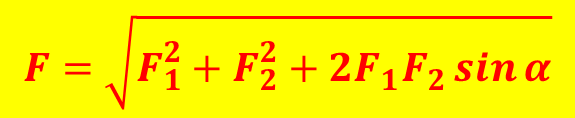 F = √(F₁² + F₂² + 2F₁F₂ sin α)